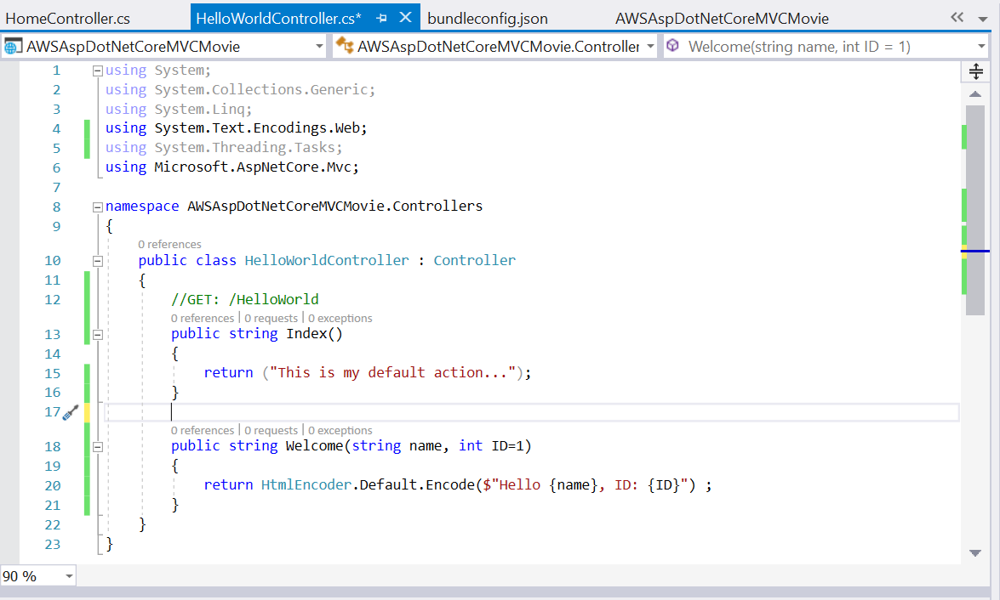 HomeController.cs HelloWorldController.cs* bundleconfig.json AWSAspDotNetCoreMVCMovie
AWSAspDotNetCoreMVCMovie AWSAspDotNetCoreMVCMovie.Controller Welcome(string name, int ID = 1)
1 using System;
2 using System.Collections.Generic;
3 using System.Linq;
4 using System.Text.Encodings.Web;
5 using System.Threading.Tasks;
6 using Microsoft.AspNetCore.Mvc;
7
8 namespace AWSAspDotNetCoreMVCMovie.Controllers
9 {
0 references
10 public class HelloWorldController : Controller
11 {
12 //GET: /HelloWorld
0 references | 0 requests | 0 exceptions
13 public string Index()
14 {
15 return ("This is my default action...");
16 }
17
0 references | 0 requests | 0 exceptions
18 public string Welcome(string name, int ID=1)
19 {
20 return HtmlEncoder.Default.Encode($"Hello {name}, ID: {ID}") ;
21 }
22 }
23 }
90 %